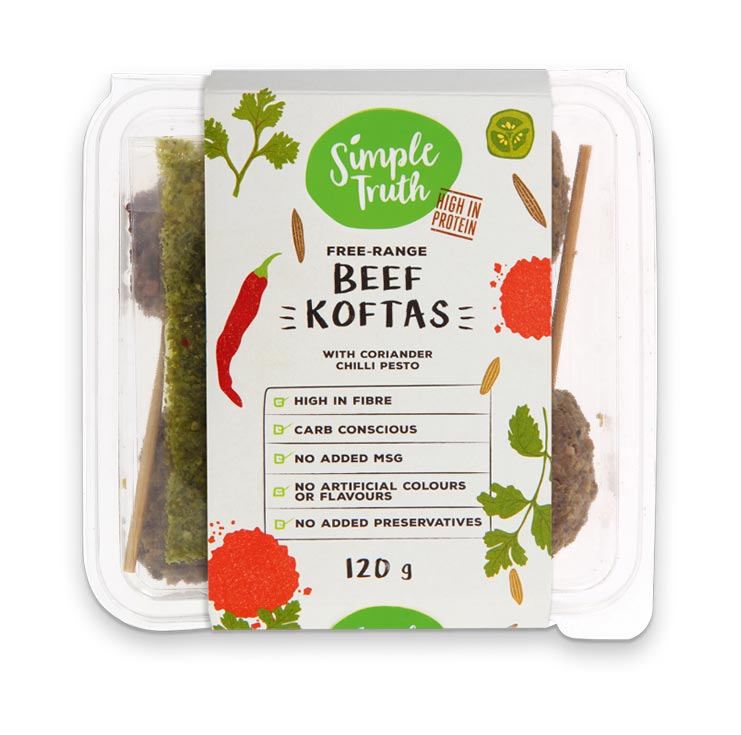 Simple
Truth
HIGH IN
PROTEIN
FREE-RANGE
BEEF
KOFTAS
WITH CORIANDER
CHILLI PESTO
HIGH IN FIBRE
CARB CONSCIOUS
NO ADDED MSG
NO ARTIFICIAL COLOURS
OR FLAVOURS
NO ADDED PRESERVATIVES
120 g